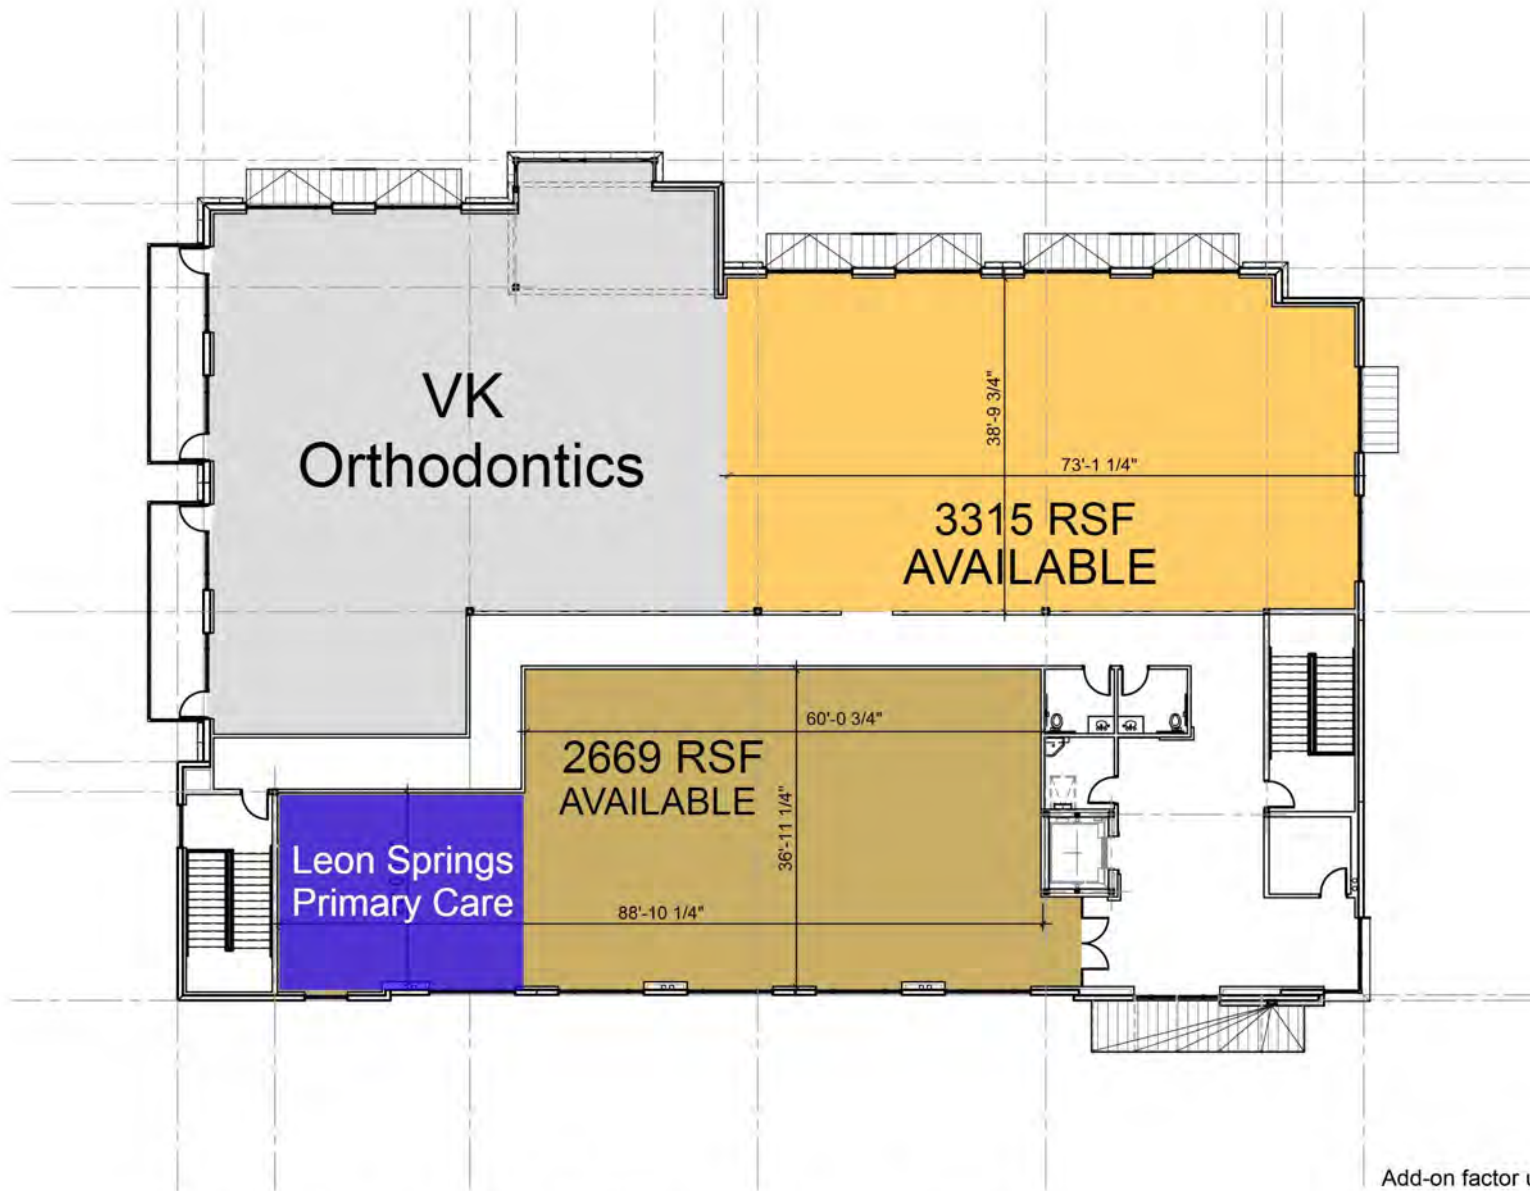 VK
Orthodontics
38'-9 3/4"
73'-1 1/4"
3315 RSF
AVAILABLE
60'-0 3/4"
2669 RSF
AVAILABLE
36'-11 1/4"
Leon Springs
Primary Care
88'-10 1/4"
Add-on factor